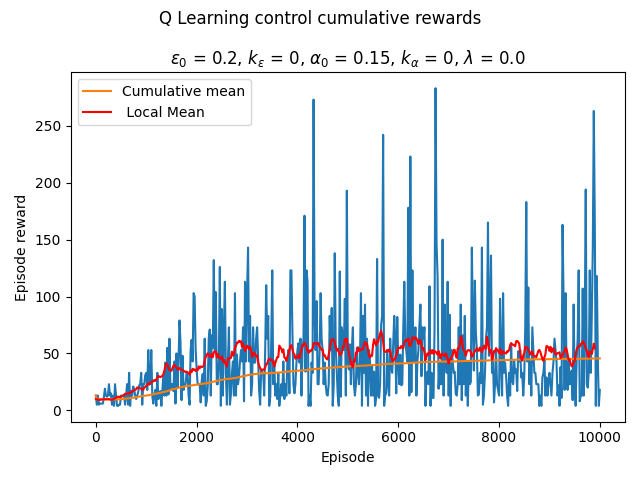 Q Learning control cumulative rewards
ε₀ = 0.2, kε = 0, α₀ = 0.15, kα = 0, λ = 0.0
Cumulative mean
Local Mean
250
200
150
100
50
0
Episode reward
0 2000 4000 6000 8000 10000
Episode